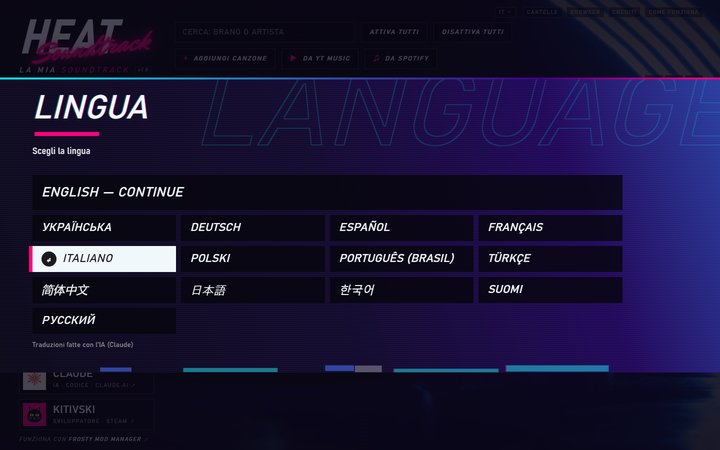 HEAT
Soundtrack
LA MIA SOUNDTRACK
CERCA: BRANO O ARTISTA
ATTIVA TUTTI
DISATTIVA TUTTI
IT
CARTELLE
BROWSER
CREDITI
COME FUNZIONA
+ AGGIUNGI CANZONE
DA YT MUSIC
DA SPOTIFY
LINGUA
LANGUAGE
Scegli la lingua
ENGLISH — CONTINUE
УКРАЇНСЬКА
DEUTSCH
ESPAÑOL
FRANÇAIS
ITALIANO
POLSKI
PORTUGUÊS (BRASIL)
TÜRKÇE
简体中文
日本語
한국어
SUOMI
РУССКИЙ
Traduzioni fatte con l'IA (Claude)
CLAUDE
IA · CODICE · CLAUDE.AI ↗
KITIVSKI
SVILUPPATORE · STEAM ↗
FUNZIONA CON FROSTY MOD MANAGER ↗